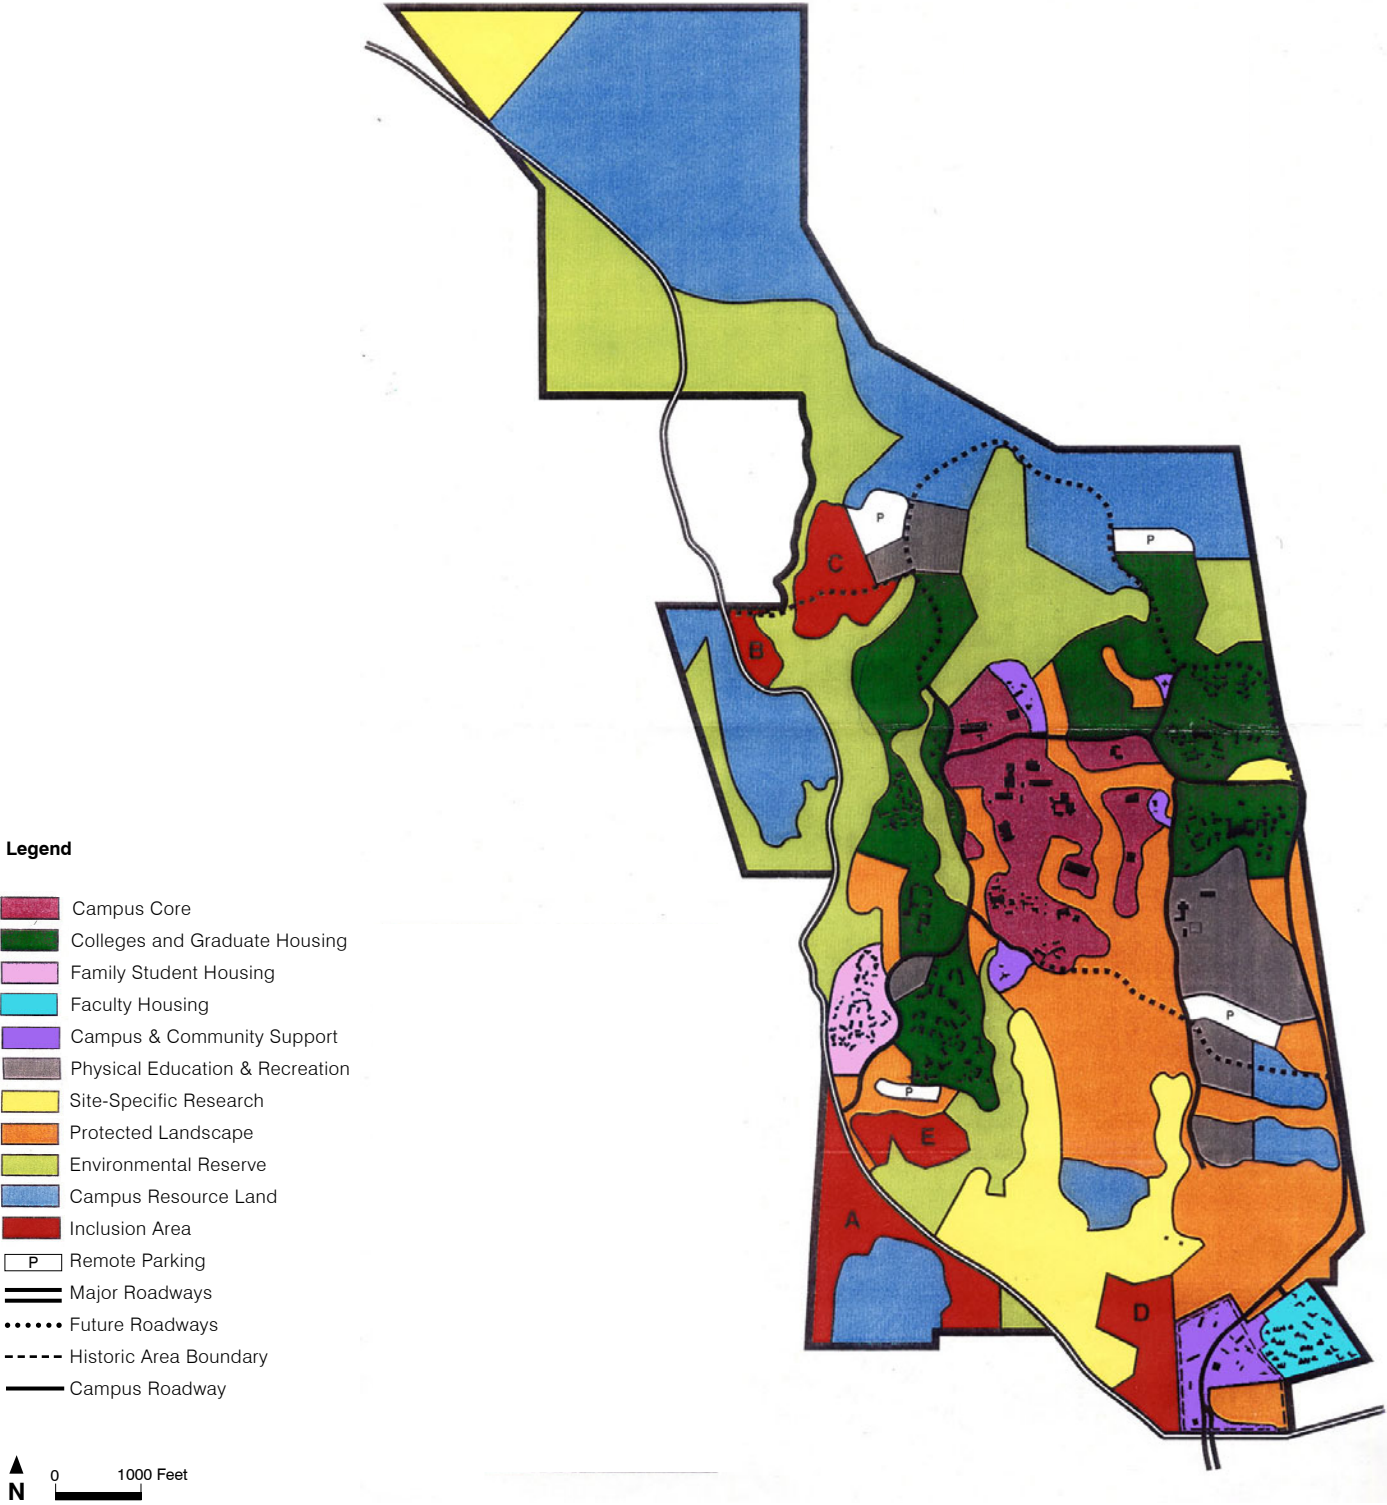 P
P
C
B
Legend
Campus Core
Colleges and Graduate Housing
Family Student Housing
Faculty Housing
Campus & Community Support
P
Physical Education & Recreation
Site-Specific Research
P
Protected Landscape
E
Environmental Reserve
Campus Resource Land
A
Inclusion Area
P Remote Parking
Major Roadways
D
Future Roadways
Historic Area Boundary
Campus Roadway
N
0 1000 Feet